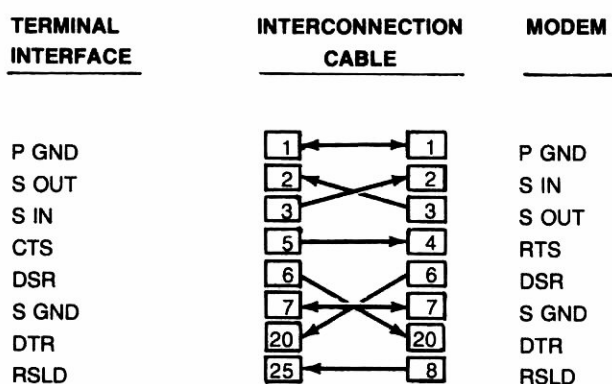 TERMINAL INTERFACE INTERCONNECTION CABLE MODEM
P GND 1 1 P GND
S OUT 2 2 S IN
S IN 3 3 S OUT
CTS 5 4 RTS
DSR 6 6 DSR
S GND 7 7 S GND
DTR 20 20 DTR
RSLD 25 8 RSLD